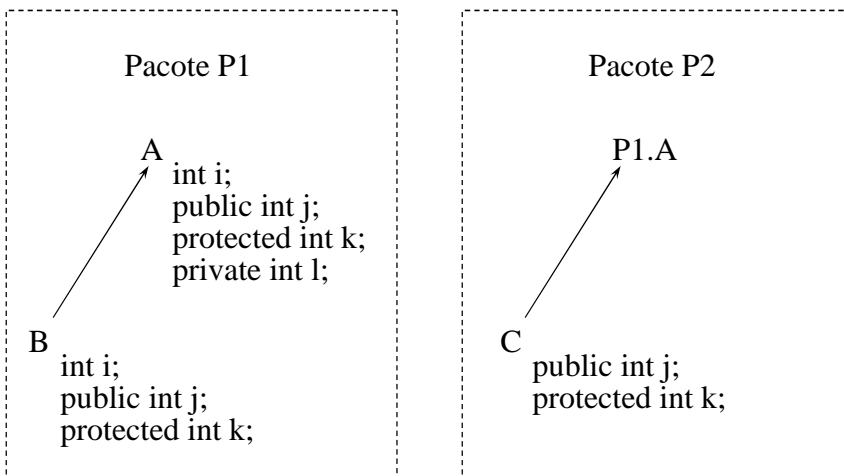 Pacote P1
A
int i;
public int j;
protected int k;
private int l;
B
int i;
public int j;
protected int k;
Pacote P2
P1.A
C
public int j;
protected int k;